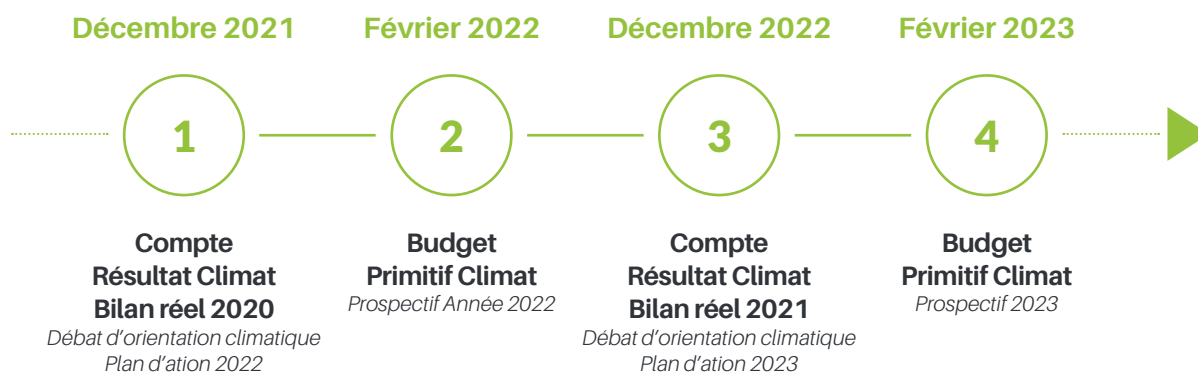 Décembre 2021
Février 2022
Décembre 2022
Février 2023
1
2
3
4
Compte
Résultat Climat
Bilan réel 2020
Débat d'orientation climatique
Plan d'ation 2022
Budget
Primitif Climat
Prospectif Année 2022
Compte
Résultat Climat
Bilan réel 2021
Débat d'orientation climatique
Plan d'ation 2023
Budget
Primitif Climat
Prospectif 2023